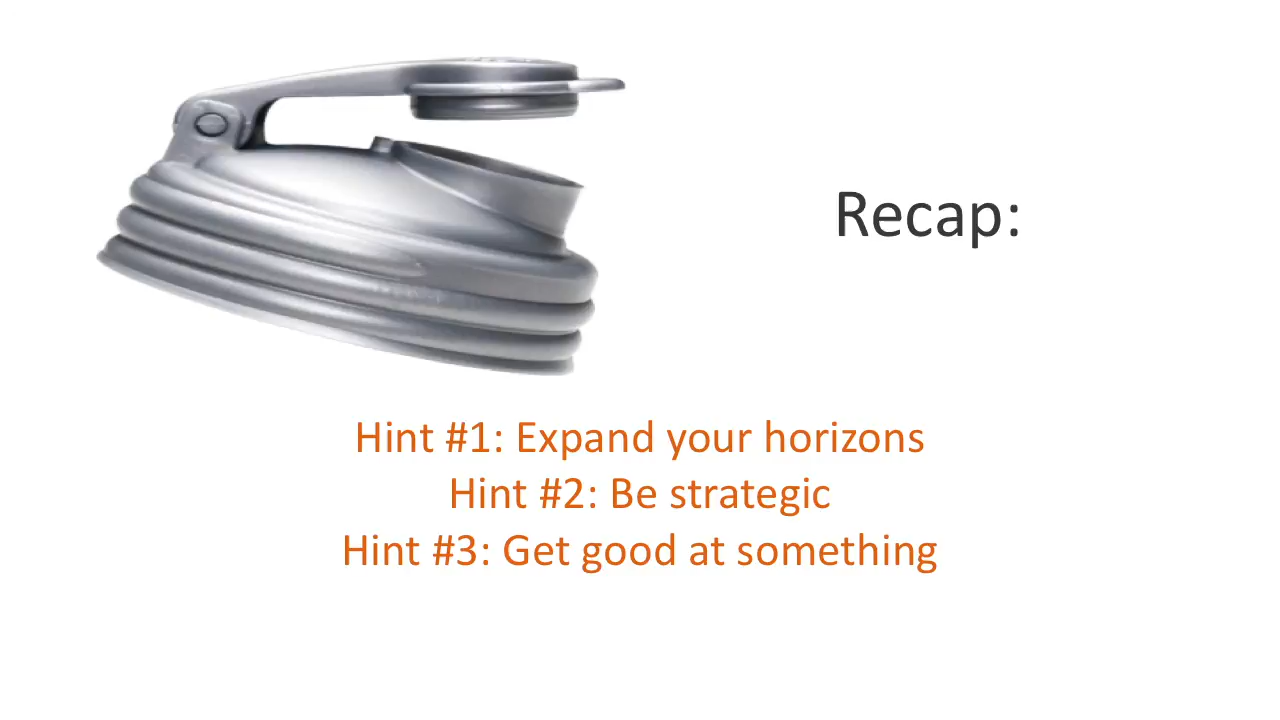 Recap:
Hint #1: Expand your horizons
Hint #2: Be strategic
Hint #3: Get good at something